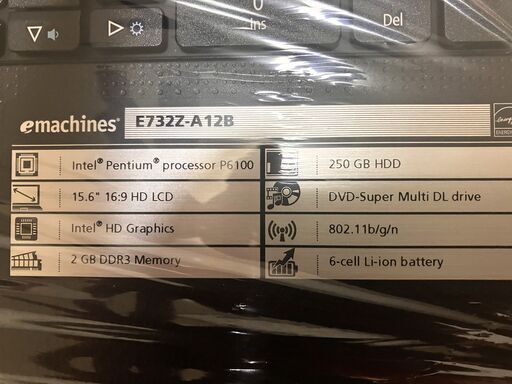 0
Ins
Del
emachines E732Z-A12B
Intel® Pentium® processor P6100
250 GB HDD
15.6" 16:9 HD LCD
DVD-Super Multi DL drive
Intel® HD Graphics
802.11b/g/n
2 GB DDR3 Memory
6-cell Li-ion battery